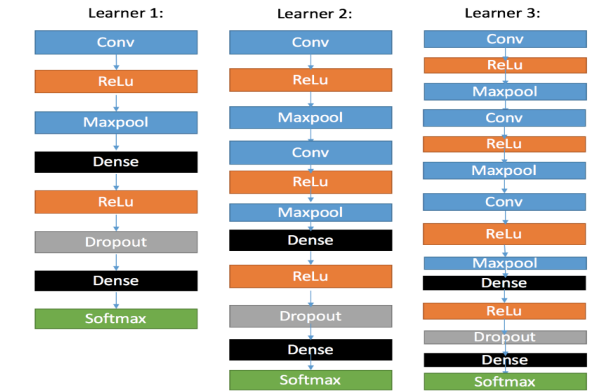 Learner 1:
Conv
ReLu
Maxpool
Dense
ReLu
Dropout
Dense
Softmax
Learner 2:
Conv
ReLu
Maxpool
Conv
ReLu
Maxpool
Dense
ReLu
Dropout
Dense
Softmax
Learner 3:
Conv
ReLu
Maxpool
Conv
ReLu
Maxpool
Conv
ReLu
Maxpool
Dense
ReLu
Dropout
Dense
Softmax